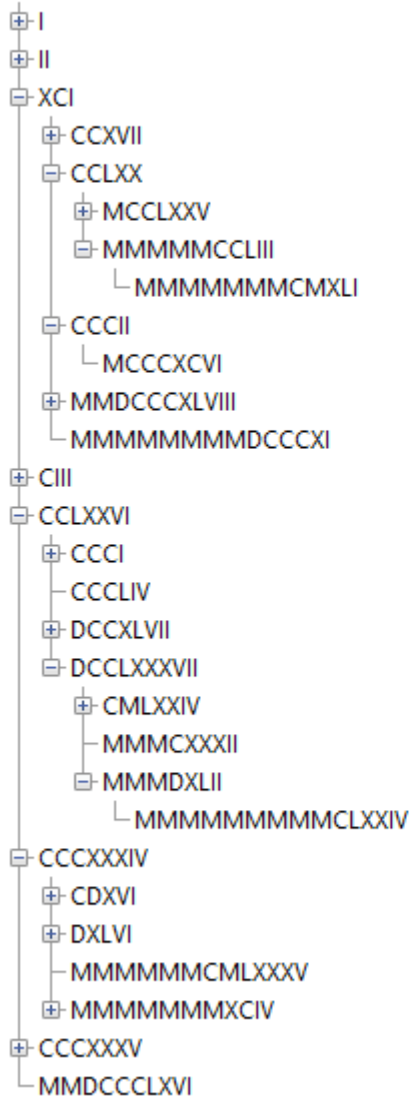 I
II
XCI
CCXVII
CCLXX
MCCLXXV
MMMMMCCLIII
MMMMMMMCMXLI
CCCII
MCCCXCVI
MMDCCCXLVIII
MMMMMMMMDCCCXI
CIII
CCLXXVI
CCCI
CCCLIV
DCCXLVII
DCCLXXXVII
CMLXXIV
MMMCXXXII
MMMDXLII
MMMMMMMMMCLXXIV
CCCXXXIV
CDXVI
DXLVI
MMMMMMCMLXXXV
MMMMMMMXCIV
CCCXXXV
MMDCCCLXVI